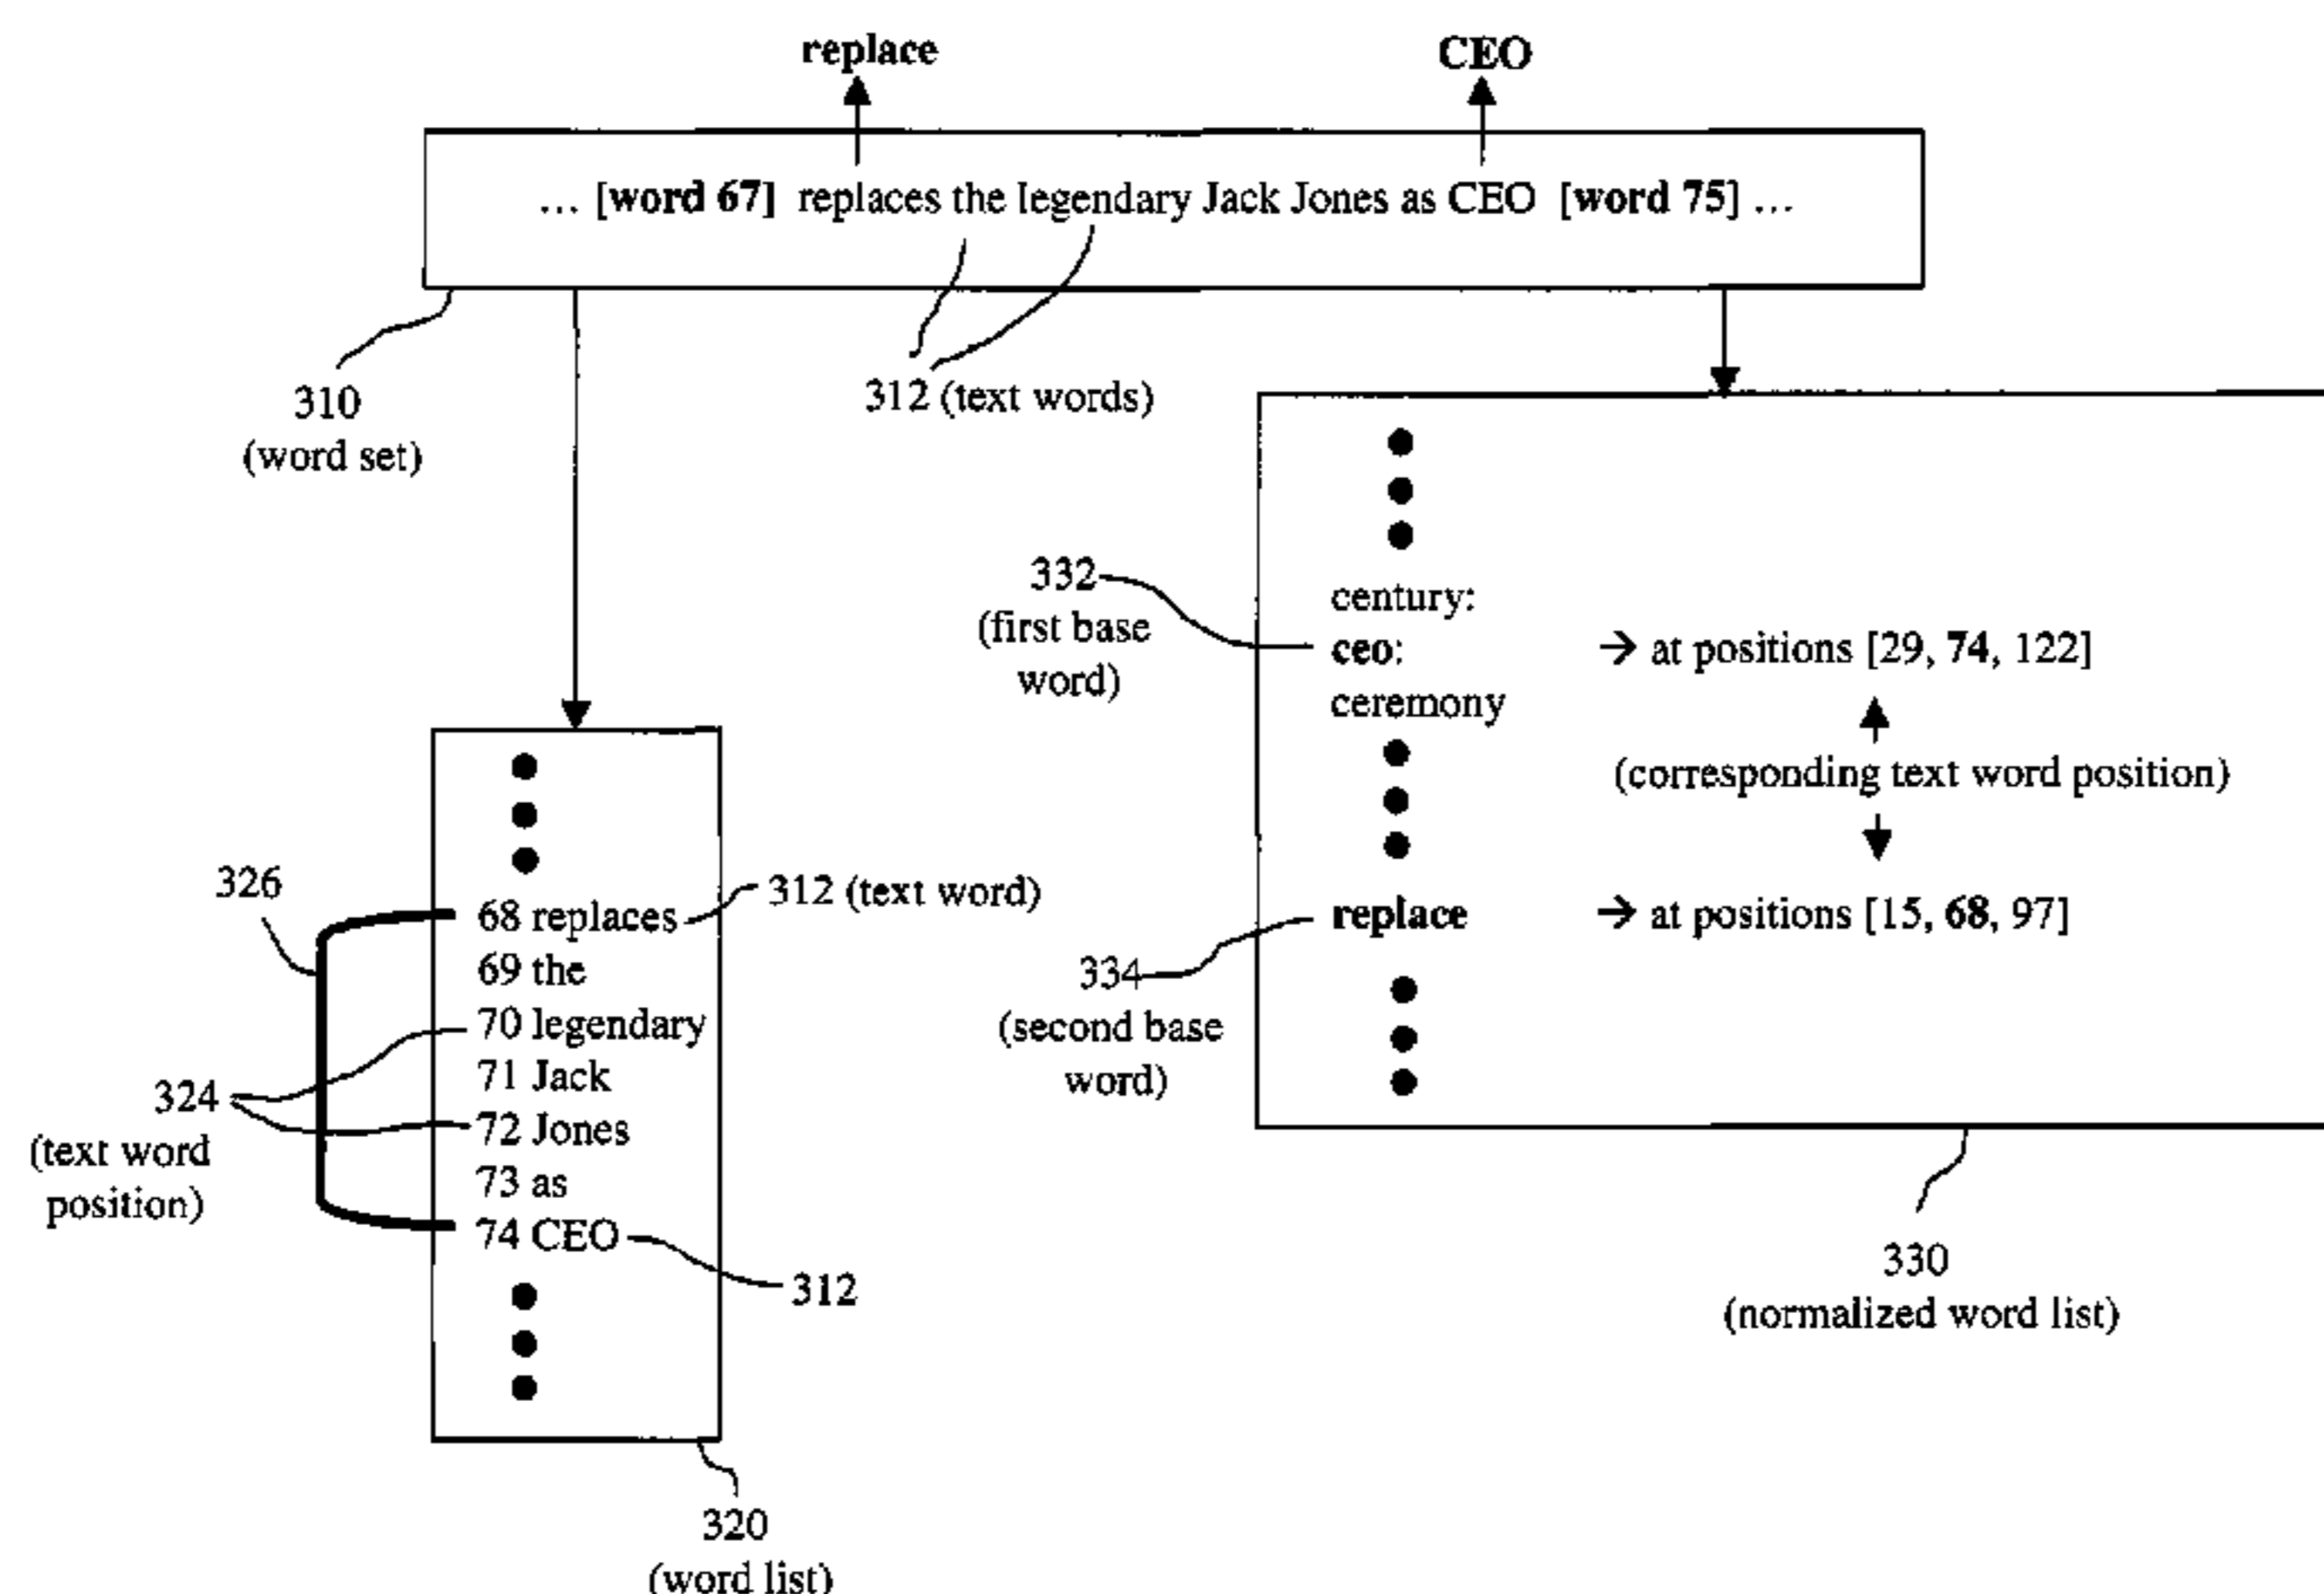 replace
CEO
... [word 67] replaces the legendary Jack Jones as CEO [word 75] ...
310
(word set)
312 (text words)
332
(first base
word)
century:
ceo:
→ at positions [29, 74, 122]
ceremony
(corresponding text word position)
replace
→ at positions [15, 68, 97]
334
(second base
word)
330
(normalized word list)
326
68 replaces
312 (text word)
69 the
70 legendary
71 Jack
324
(text word
position)
72 Jones
73 as
74 CEO
312
320
(word list)